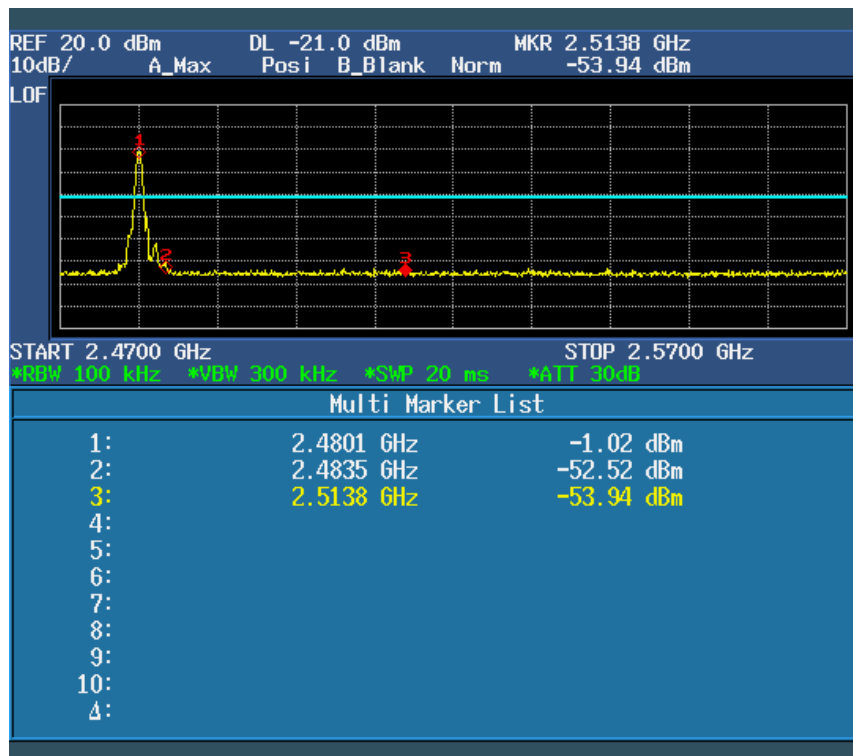 REF 20.0 dBm DL -21.0 dBm MKR 2.5138 GHz
10dB/ A_Max Posi B_Blank Norm -53.94 dBm
LOF
1
2
3
START 2.4700 GHz STOP 2.5700 GHz
*RBW 100 kHz *VBW 300 kHz *SWP 20 ms *ATT 30dB
Multi Marker List
1: 2.4801 GHz -1.02 dBm
2: 2.4835 GHz -52.52 dBm
3: 2.5138 GHz -53.94 dBm
4:
5:
6:
7:
8:
9:
10:
Δ: